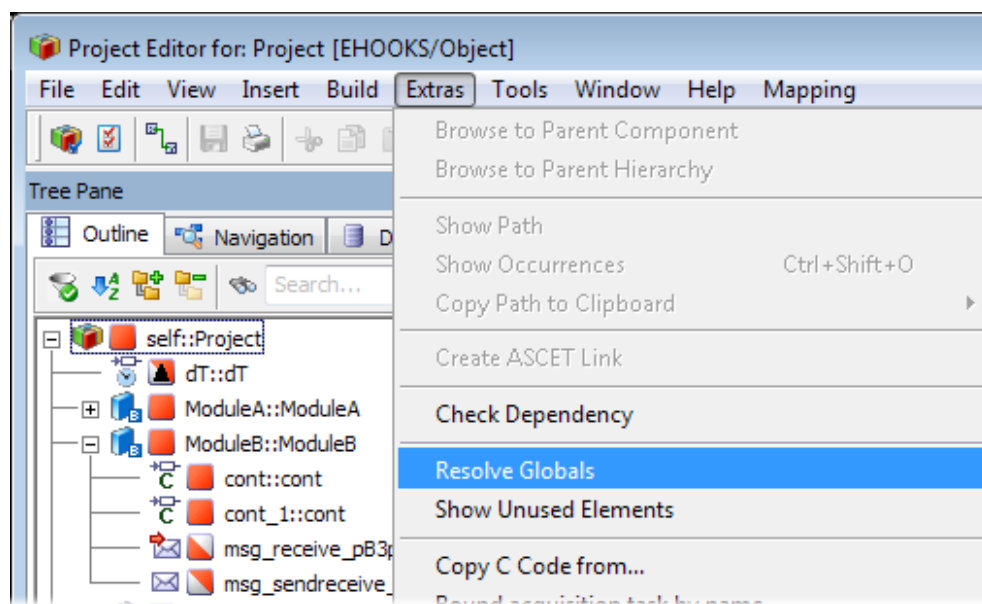 Project Editor for: Project [EHOOKS/Object]
File Edit View Insert Build Extras Tools Window Help Mapping
Browse to Parent Component
Browse to Parent Hierarchy
Tree Pane
Show Path
Outline Navigation D
Show Occurrences Ctrl+Shift+O
Search...
Copy Path to Clipboard
self::Project
Create ASCET Link
dT::dT
ModuleA::ModuleA
Check Dependency
ModuleB::ModuleB
Resolve Globals
cont::cont
Show Unused Elements
cont_1::cont
msg_receive_pB3p
Copy C Code from...
msg_sendreceive_